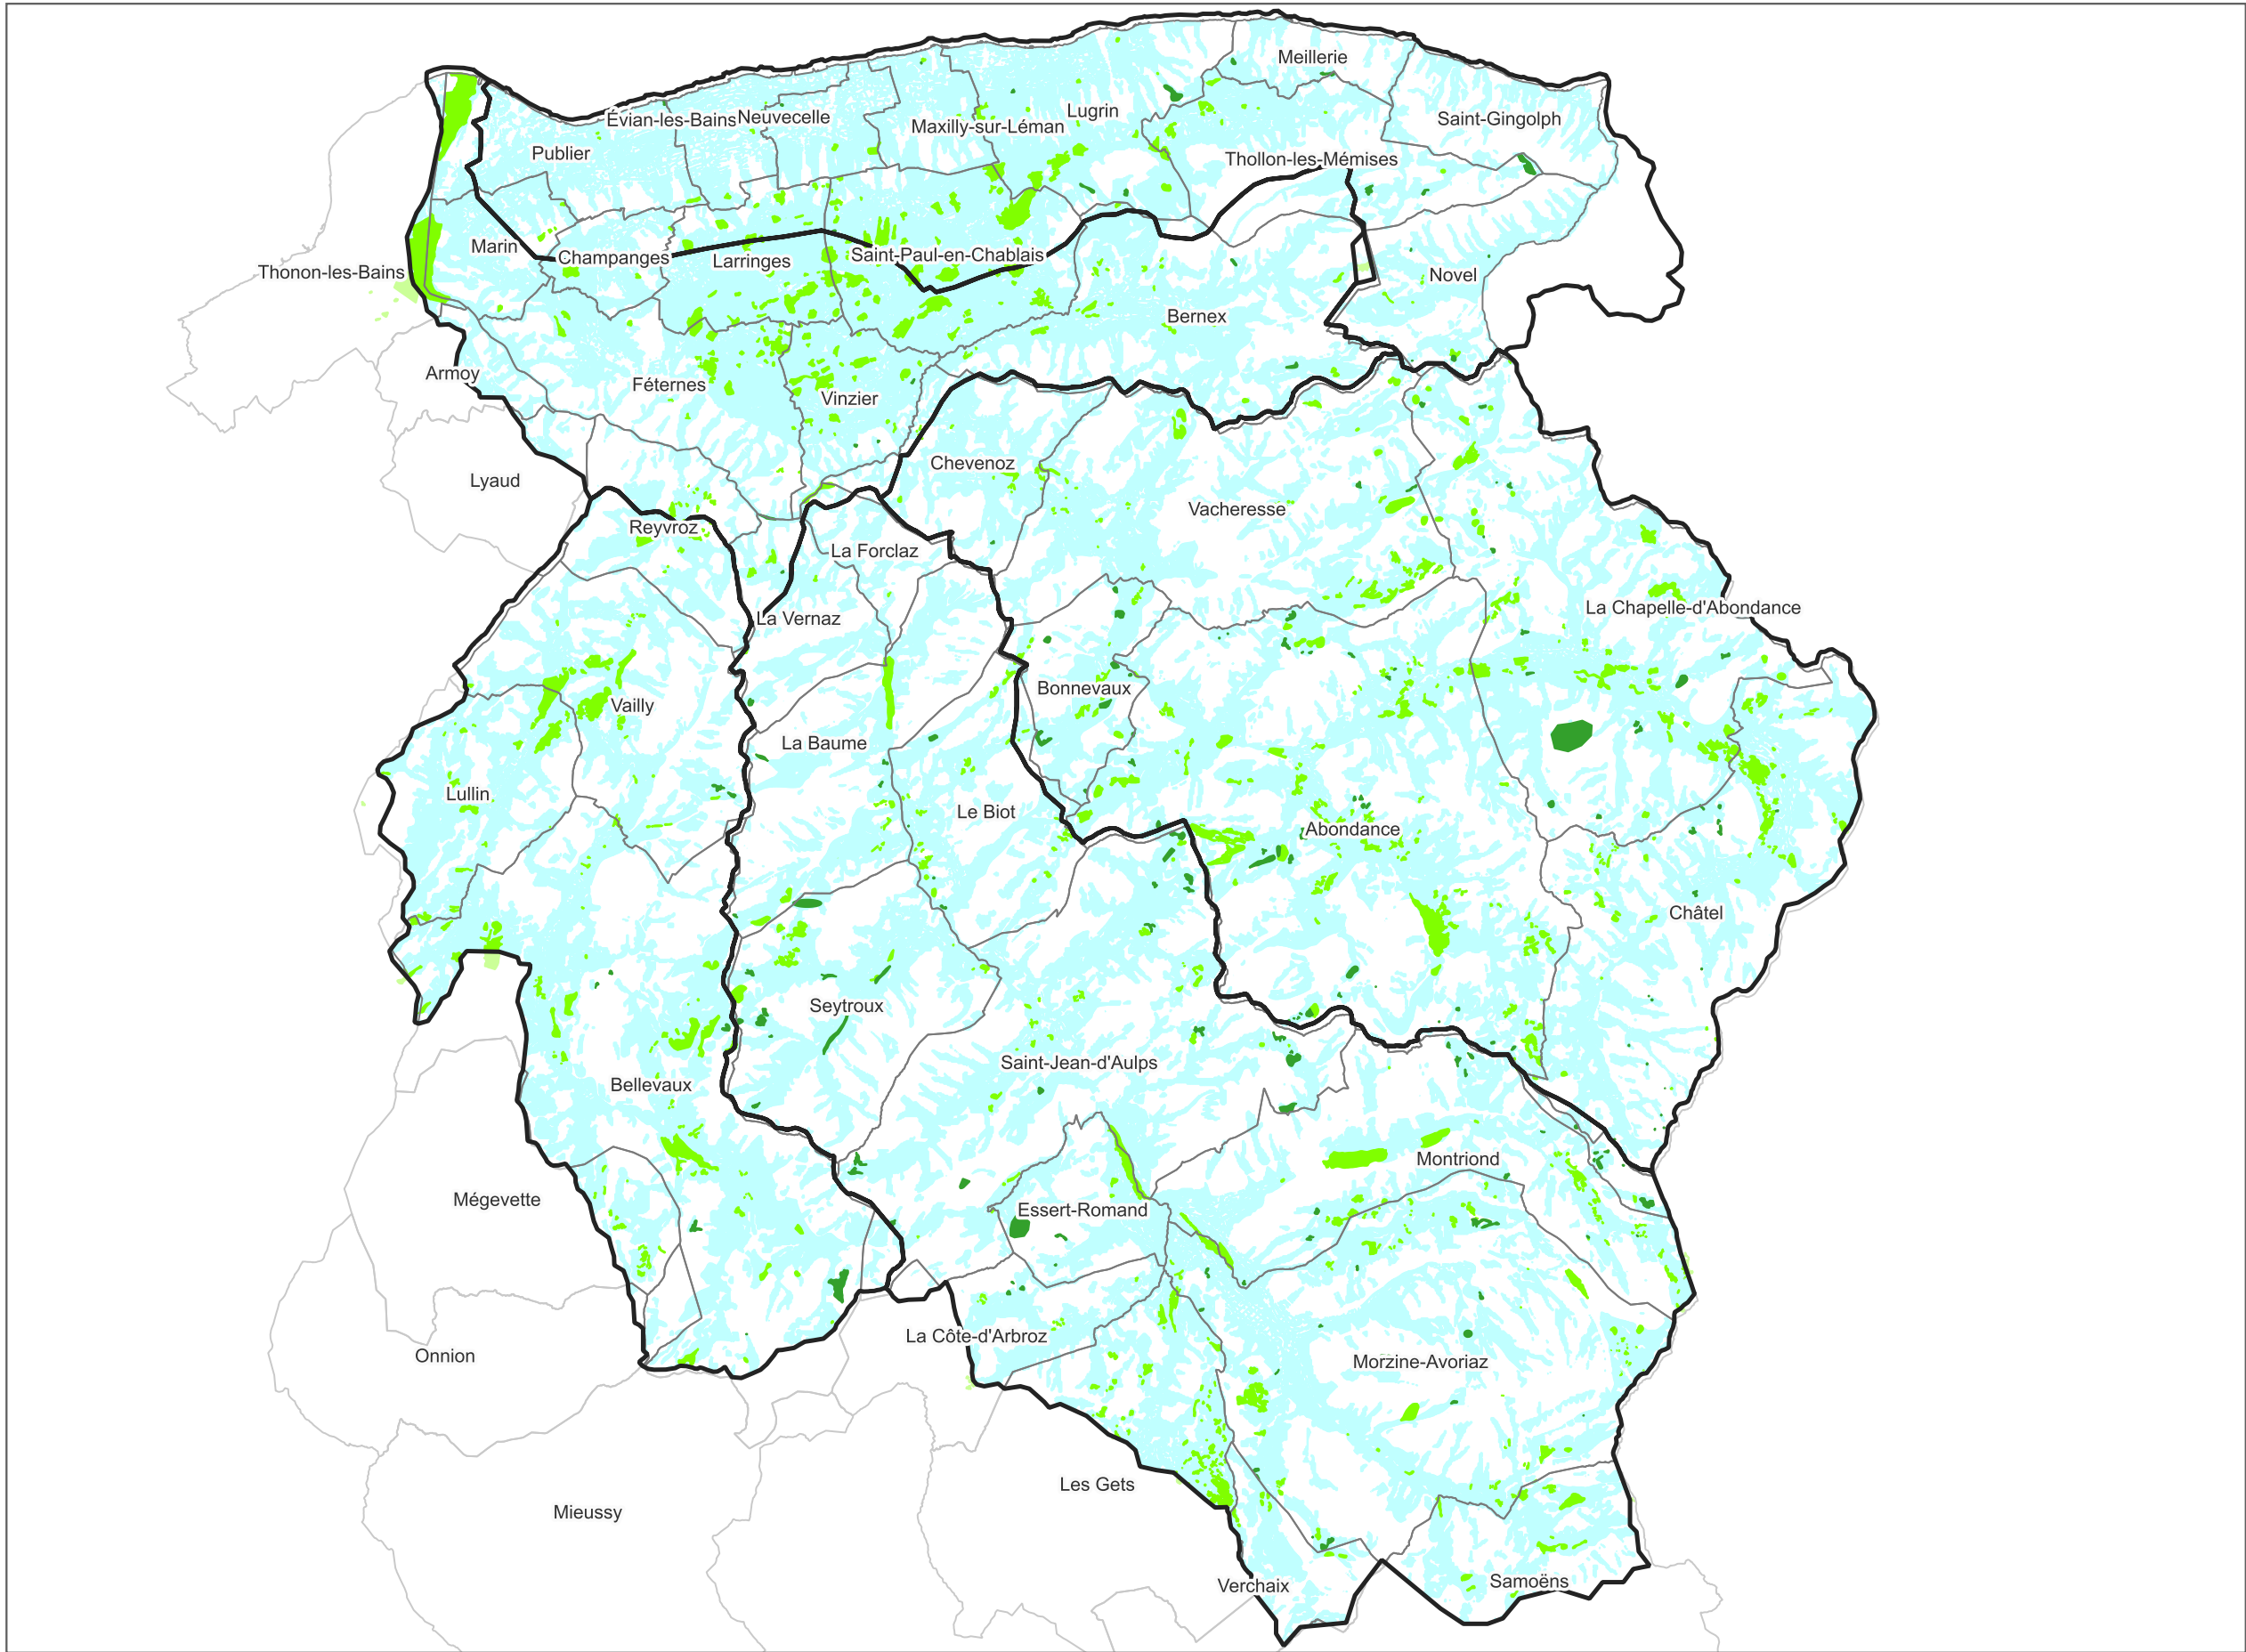 Meillerie
Lugrin
Évian-les-Bains
Neuvecelle
Saint-Gingolph
Maxilly-sur-Léman
Publier
Thollon-les-Mémises
Marin
Saint-Paul-en-Chablais
Champanges
Larringes
Thonon-les-Bains
Novel
Bernex
Armoy
Féternes
Vinzier
Chevenoz
Lyaud
Vacheresse
Reyvroz
La Forclaz
La Chapelle-d'Abondance
La Vernaz
Bonnevaux
Vailly
La Baume
Lullin
Le Biot
Abondance
Châtel
Seytroux
Saint-Jean-d'Aulps
Bellevaux
Montriond
Mégevette
Essert-Romand
La Côte-d'Arbroz
Onnion
Morzine-Avoriaz
Les Gets
Mieussy
Samoëns
Verchaix